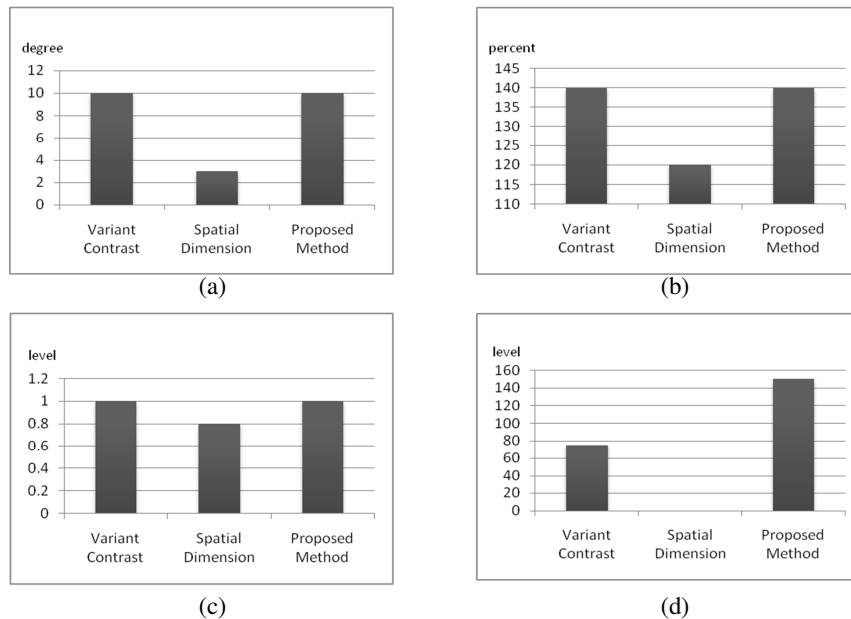 degree
12
10
8
6
4
2
0
Variant Contrast
Spatial Dimension
Proposed Method
(a)
percent
145
140
135
130
125
120
115
110
Variant Contrast
Spatial Dimension
Proposed Method
(b)
level
1.2
1
0.8
0.6
0.4
0.2
0
Variant Contrast
Spatial Dimension
Proposed Method
(c)
level
160
140
120
100
80
60
40
20
0
Variant Contrast
Spatial Dimension
Proposed Method
(d)